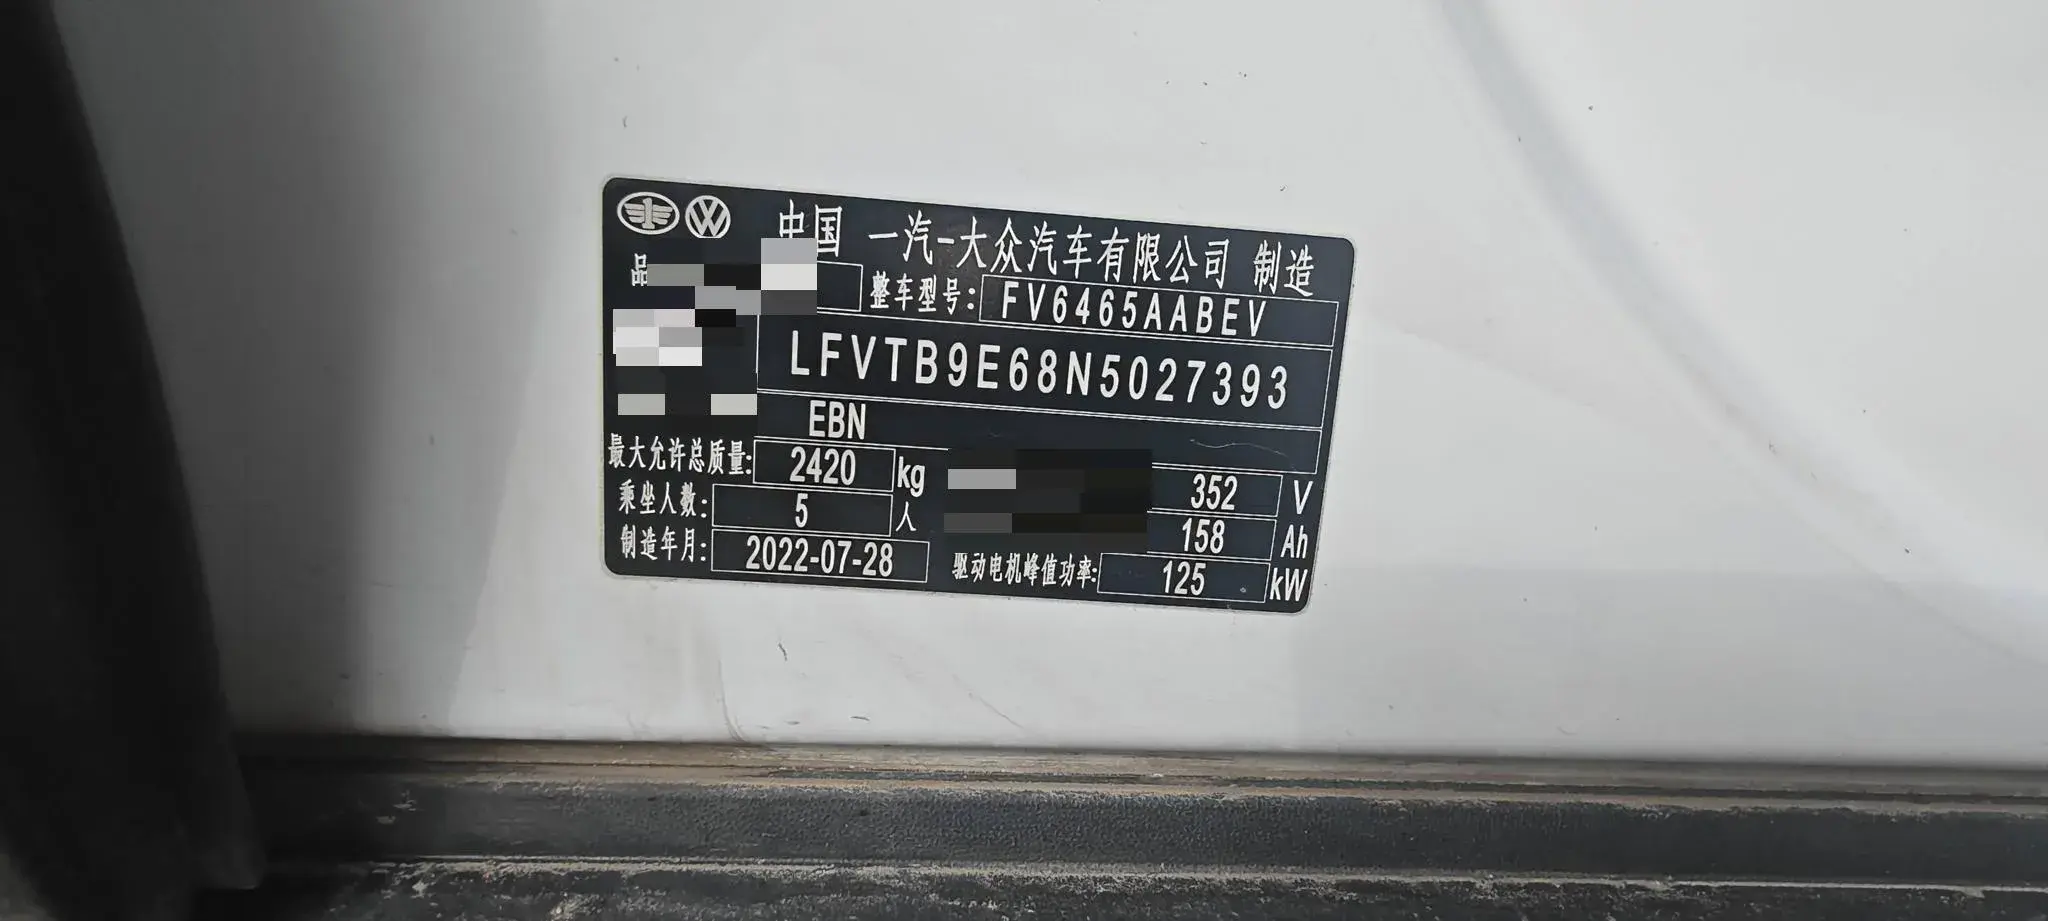 中国 一汽-大众汽车有限公司 制造
品
整车型号: FV6465AABEV
LFVTB9E68N5027393
EBN
最大允许总质量: 2420 kg
352 V
乘坐人数: 5 人
158 Ah
制造年月: 2022-07-28
驱动电机峰值功率: 125 kW